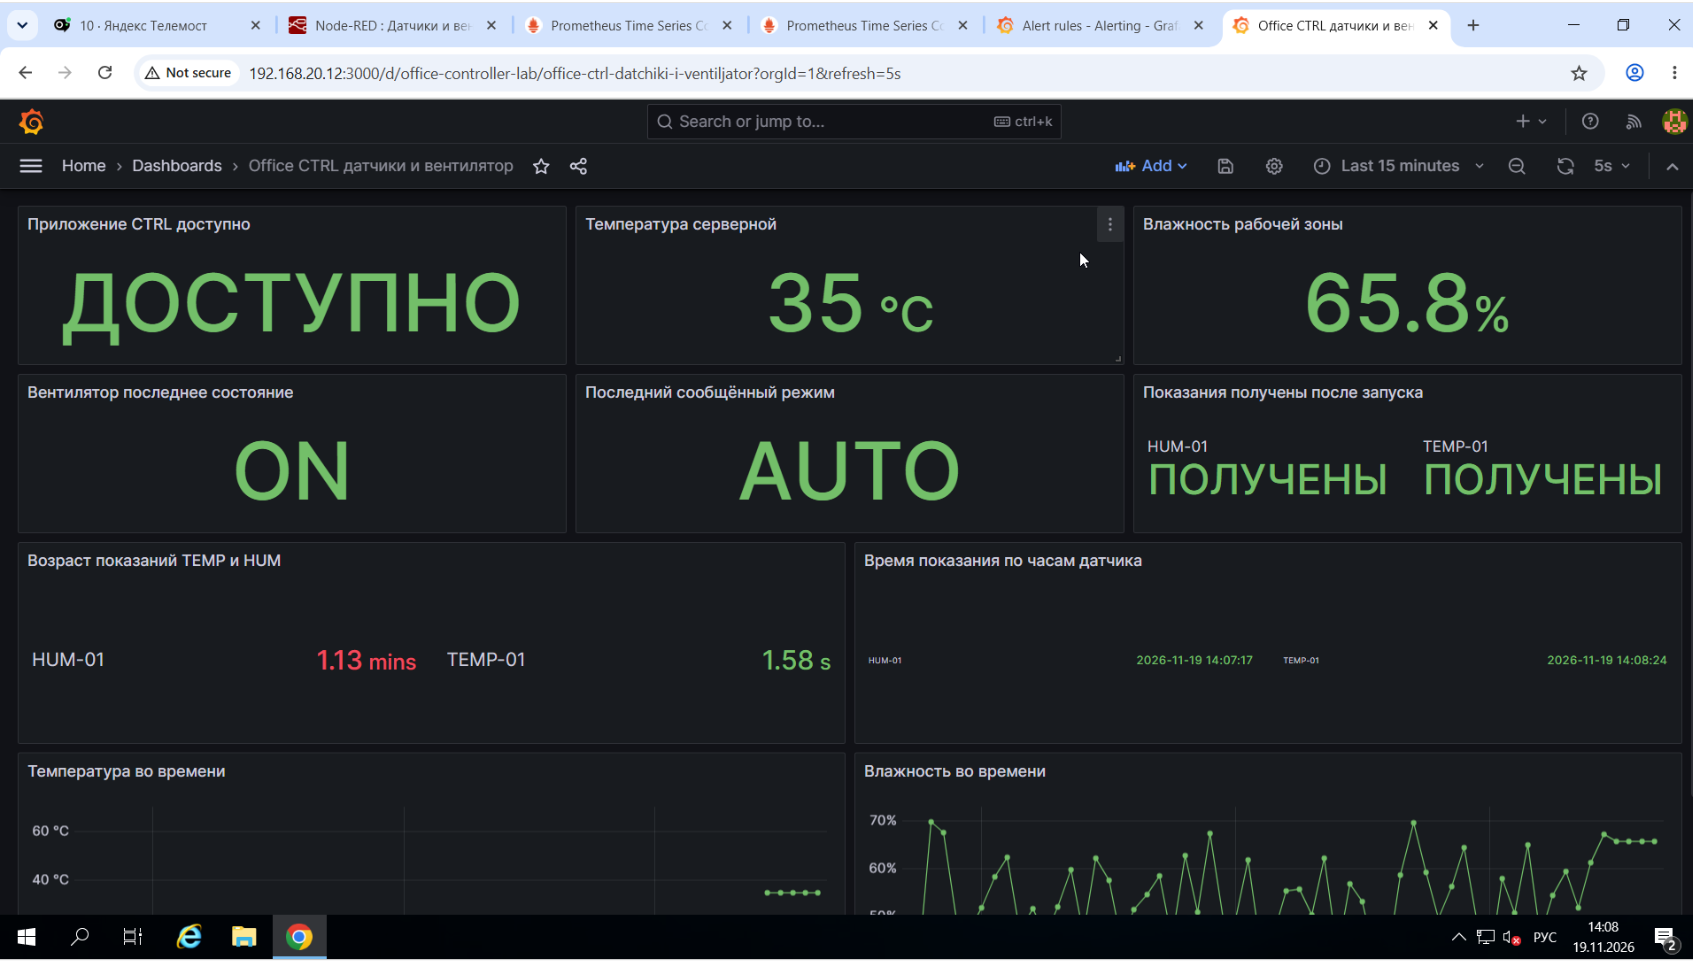 10 - Яндекс Телемост
Node-RED : Датчики и вен
Prometheus Time Series Co
Prometheus Time Series Co
Alert rules - Alerting - Graf
Office CTRL датчики и вен
Not secure
192.168.20.12:3000/d/office-controller-lab/office-ctrl-datchiki-i-ventiljator?orgId=1&refresh=5s
Search or jump to...
ctrl+k
Home › Dashboards › Office CTRL датчики и вентилятор
Add
Last 15 minutes
5s
Приложение CTRL доступно
ДОСТУПНО
Температура серверной
35 °C
Влажность рабочей зоны
65.8%
Вентилятор последнее состояние
ON
Последний сообщённый режим
AUTO
Показания получены после запуска
HUM-01
ПОЛУЧЕНЫ
TEMP-01
ПОЛУЧЕНЫ
Возраст показаний TEMP и HUM
HUM-01
1.13 mins
TEMP-01
1.58 s
Время показания по часам датчика
HUM-01
2026-11-19 14:07:17
TEMP-01
2026-11-19 14:08:24
Температура во времени
60 °C
40 °C
Влажность во времени
70%
60%
50%
РУС
14:08
19.11.2026
2